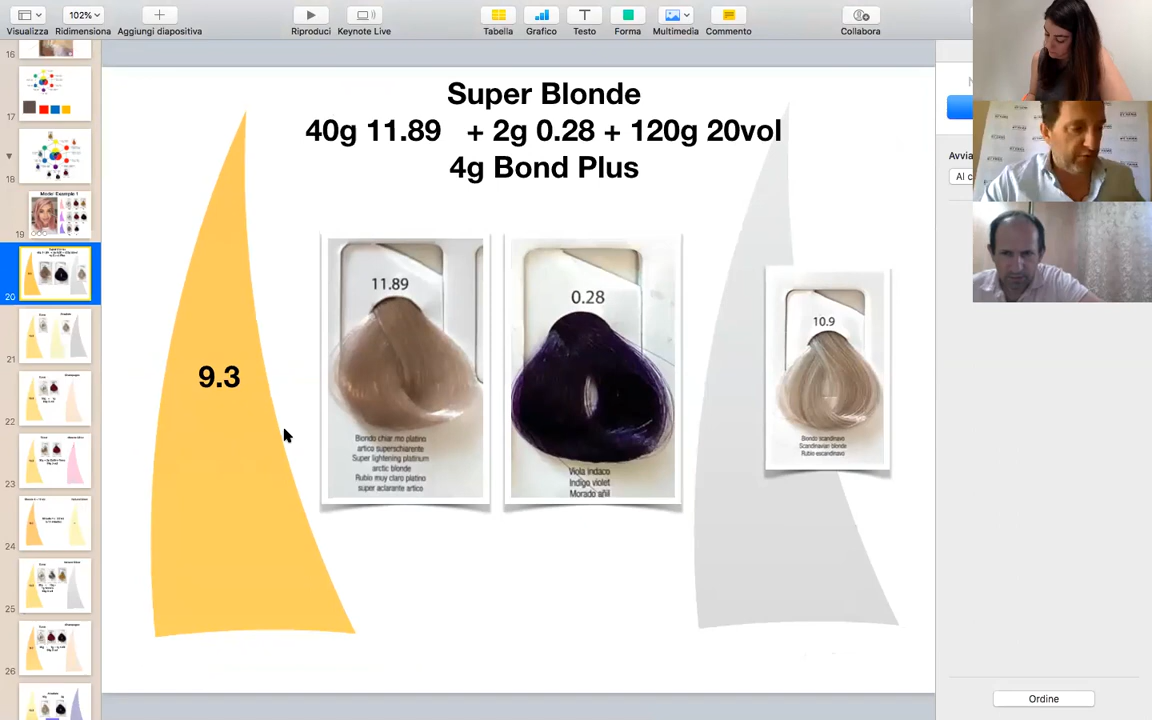 102%
Visualizza
Ridimensiona
Aggiungi diapositiva
Riproduci
Keynote Live
Tabella
Grafico
Testo
Forma
Multimedia
Commento
Collabora
16
17
18
19
20
21
22
23
24
25
26
Model Example 1
Super Blonde
40g 11.89 + 2g 0.28 + 120g 20vol
4g Bond Plus
9.3
11.89
Biondo chiar.mo platino
artico superschiarente
Super lightening platinum
arctic blonde
Rubio muy claro platino
super aclarante artico
0.28
Viola indaco
Indigo violet
Morado añil
10.9
Biondo scandinavo
Scandinavian blonde
Rubio escandinavo
Avvia
Al c
Ordine